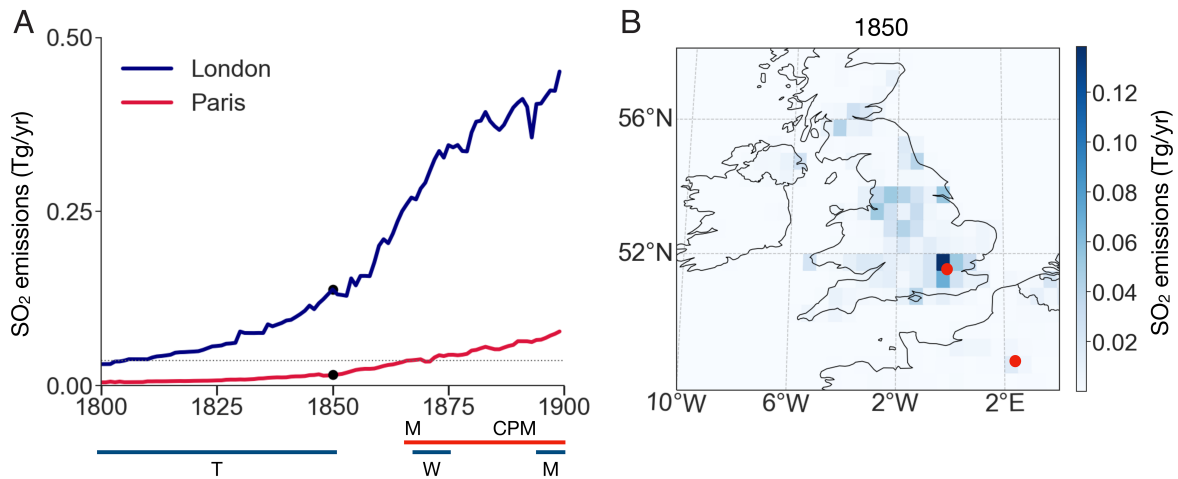 A
SO₂ emissions (Tg/yr)
0.50
0.25
0.00
London
Paris
1800
1825
1850
1875
1900
M
CPM
T
W
M
B
1850
56°N
52°N
10°W
6°W
2°W
2°E
0.12
0.10
0.08
0.06
0.04
0.02
SO₂ emissions (Tg/yr)